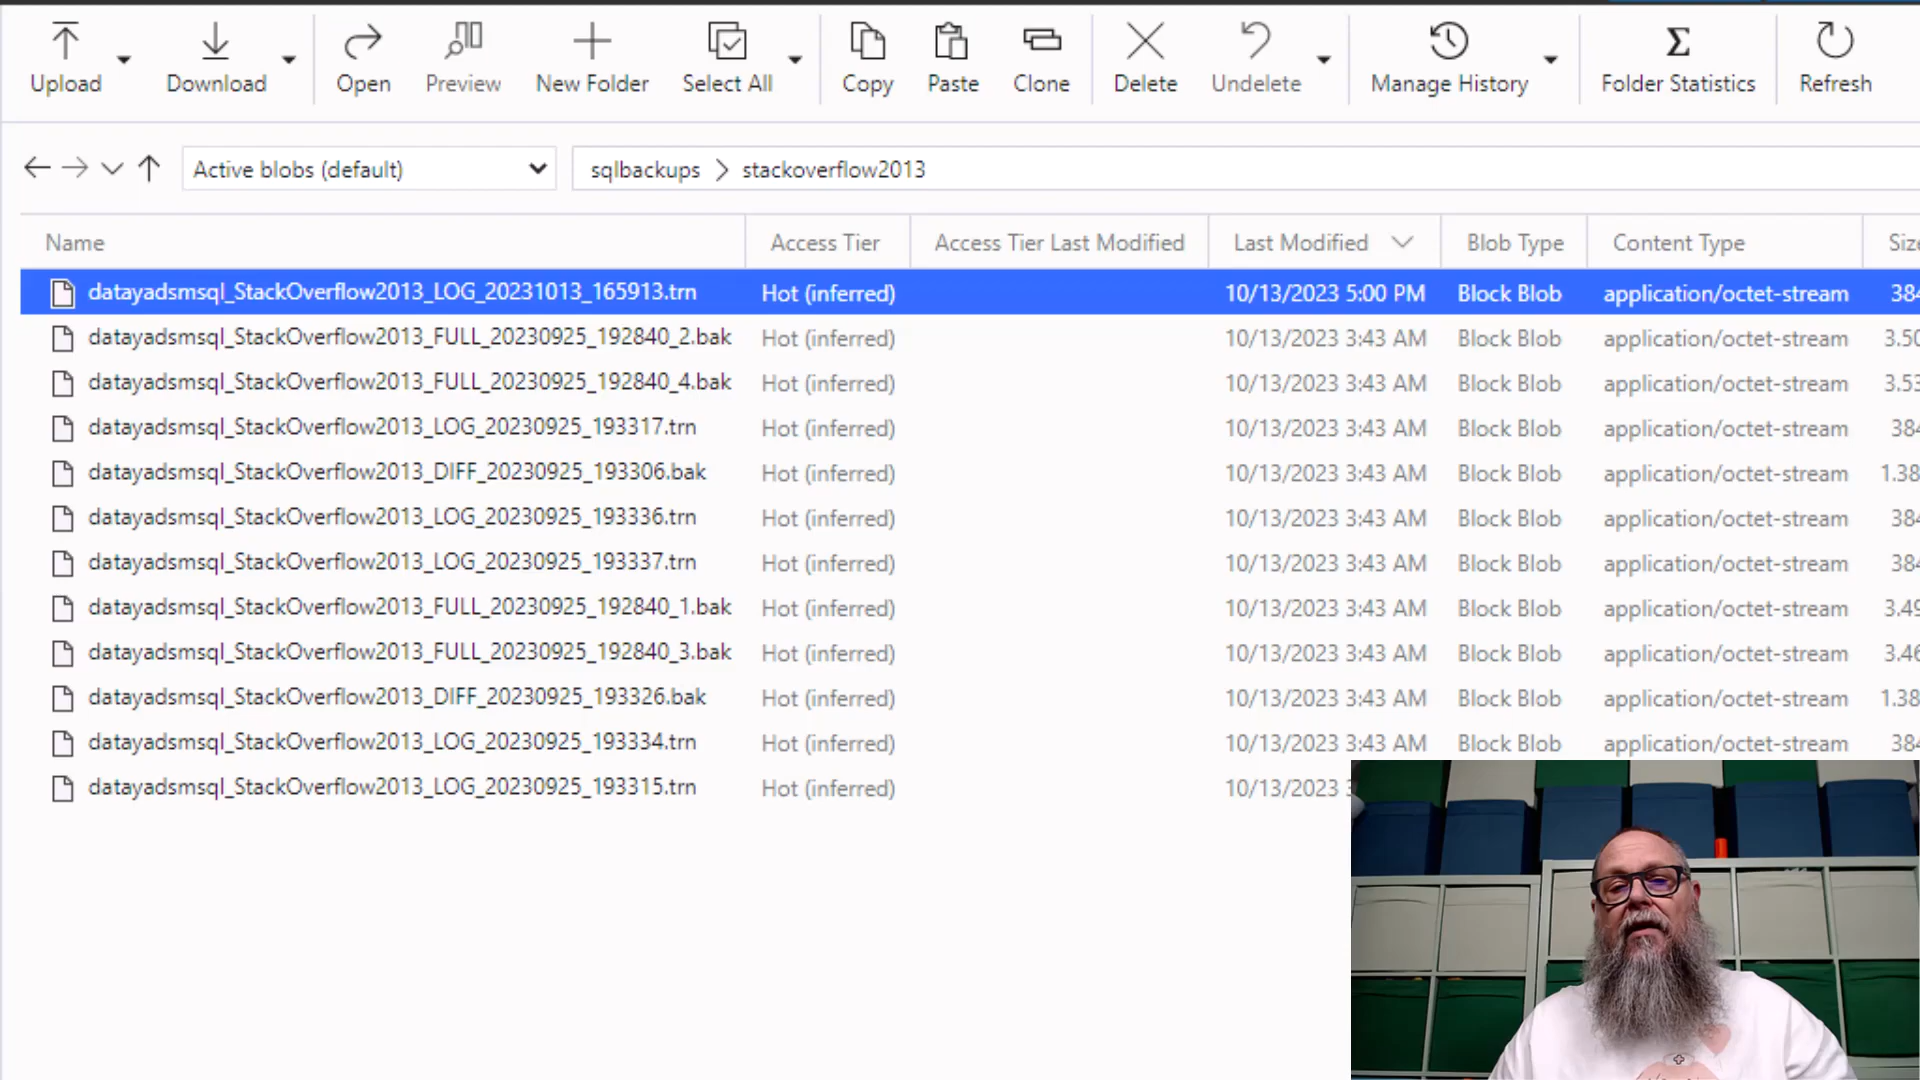 Upload Download Open Preview New Folder Select All Copy Paste Clone Delete Undelete Manage History Folder Statistics Refresh
Active blobs (default) sqlbackups stackoverflow2013
Name Access Tier Access Tier Last Modified Last Modified Blob Type Content Type
datayadsmsql_StackOverflow2013_LOG_20231013_165913.trn Hot (inferred) 10/13/2023 5:00 PM Block Blob application/octet-stream
datayadsmsql_StackOverflow2013_FULL_20230925_192840_2.bak Hot (inferred) 10/13/2023 3:43 AM Block Blob application/octet-stream
datayadsmsql_StackOverflow2013_FULL_20230925_192840_4.bak Hot (inferred) 10/13/2023 3:43 AM Block Blob application/octet-stream
datayadsmsql_StackOverflow2013_LOG_20230925_193317.trn Hot (inferred) 10/13/2023 3:43 AM Block Blob application/octet-stream
datayadsmsql_StackOverflow2013_DIFF_20230925_193306.bak Hot (inferred) 10/13/2023 3:43 AM Block Blob application/octet-stream
datayadsmsql_StackOverflow2013_LOG_20230925_193336.trn Hot (inferred) 10/13/2023 3:43 AM Block Blob application/octet-stream
datayadsmsql_StackOverflow2013_LOG_20230925_193337.trn Hot (inferred) 10/13/2023 3:43 AM Block Blob application/octet-stream
datayadsmsql_StackOverflow2013_FULL_20230925_192840_1.bak Hot (inferred) 10/13/2023 3:43 AM Block Blob application/octet-stream
datayadsmsql_StackOverflow2013_FULL_20230925_192840_3.bak Hot (inferred) 10/13/2023 3:43 AM Block Blob application/octet-stream
datayadsmsql_StackOverflow2013_DIFF_20230925_193326.bak Hot (inferred) 10/13/2023 3:43 AM Block Blob application/octet-stream
datayadsmsql_StackOverflow2013_LOG_20230925_193334.trn Hot (inferred) 10/13/2023 3:43 AM Block Blob application/octet-stream
datayadsmsql_StackOverflow2013_LOG_20230925_193315.trn Hot (inferred) 10/13/2023